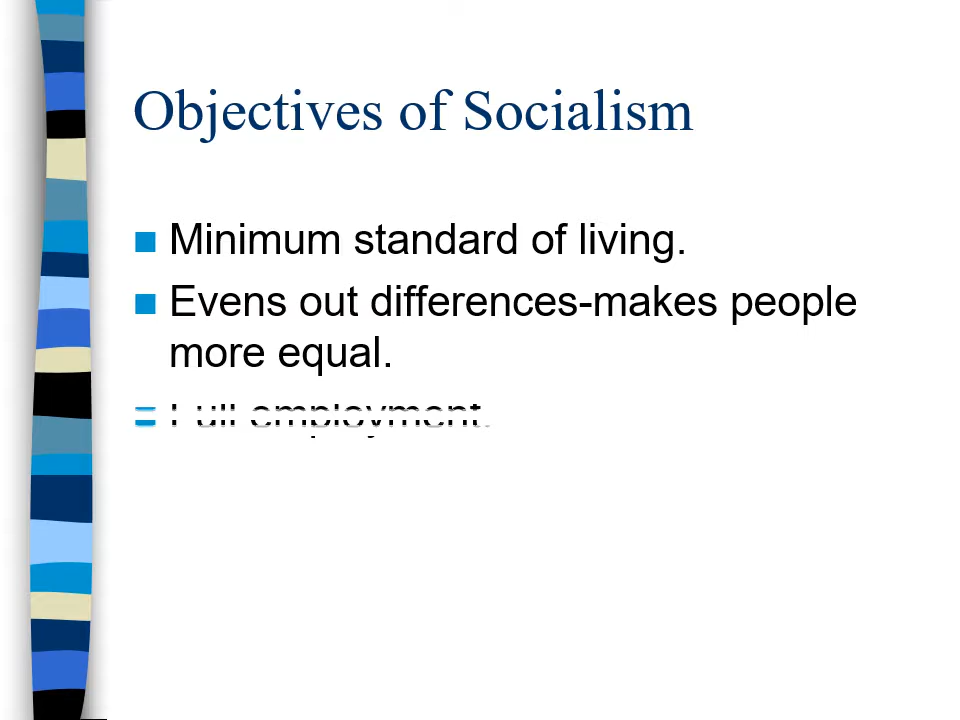 Objectives of Socialism
Minimum standard of living.
Evens out differences-makes people
more equal.
Full employment.